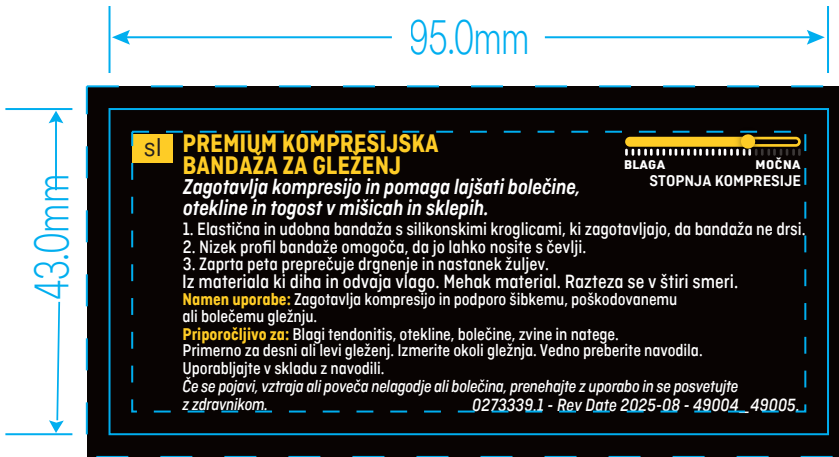 95.0mm
43.0mm
sl
PREMIUM KOMPRESIJSKA
BANDAŽA ZA GLEŽENJ
BLAGA MOČNA
STOPNJA KOMPRESIJE
Zagotavlja kompresijo in pomaga lajšati bolečine,
otekline in togost v mišicah in sklepih.
1. Elastična in udobna bandaža s silikonskimi kroglicami, ki zagotavljajo, da bandaža ne drsi.
2. Nizek profil bandaže omogoča, da jo lahko nosite s čevlji.
3. Zaprta peta preprečuje drgnenje in nastanek žuljev.
Iz materiala ki diha in odvaja vlago. Mehak material. Razteza se v štiri smeri.
Namen uporabe: Zagotavlja kompresijo in podporo šibkemu, poškodovanemu
ali bolečemu gležnju.
Priporočljivo za: Blagi tendonitis, otekline, bolečine, zvine in natege.
Primerno za desni ali levi gleženj. Izmerite okoli gležnja. Vedno preberite navodila.
Uporabljajte v skladu z navodili.
Če se pojavi, vztraja ali poveča nelagodje ali bolečina, prenehajte z uporabo in se posvetujte
z zdravnikom. 0273339.1 - Rev Date 2025-08 - 49004_49005.